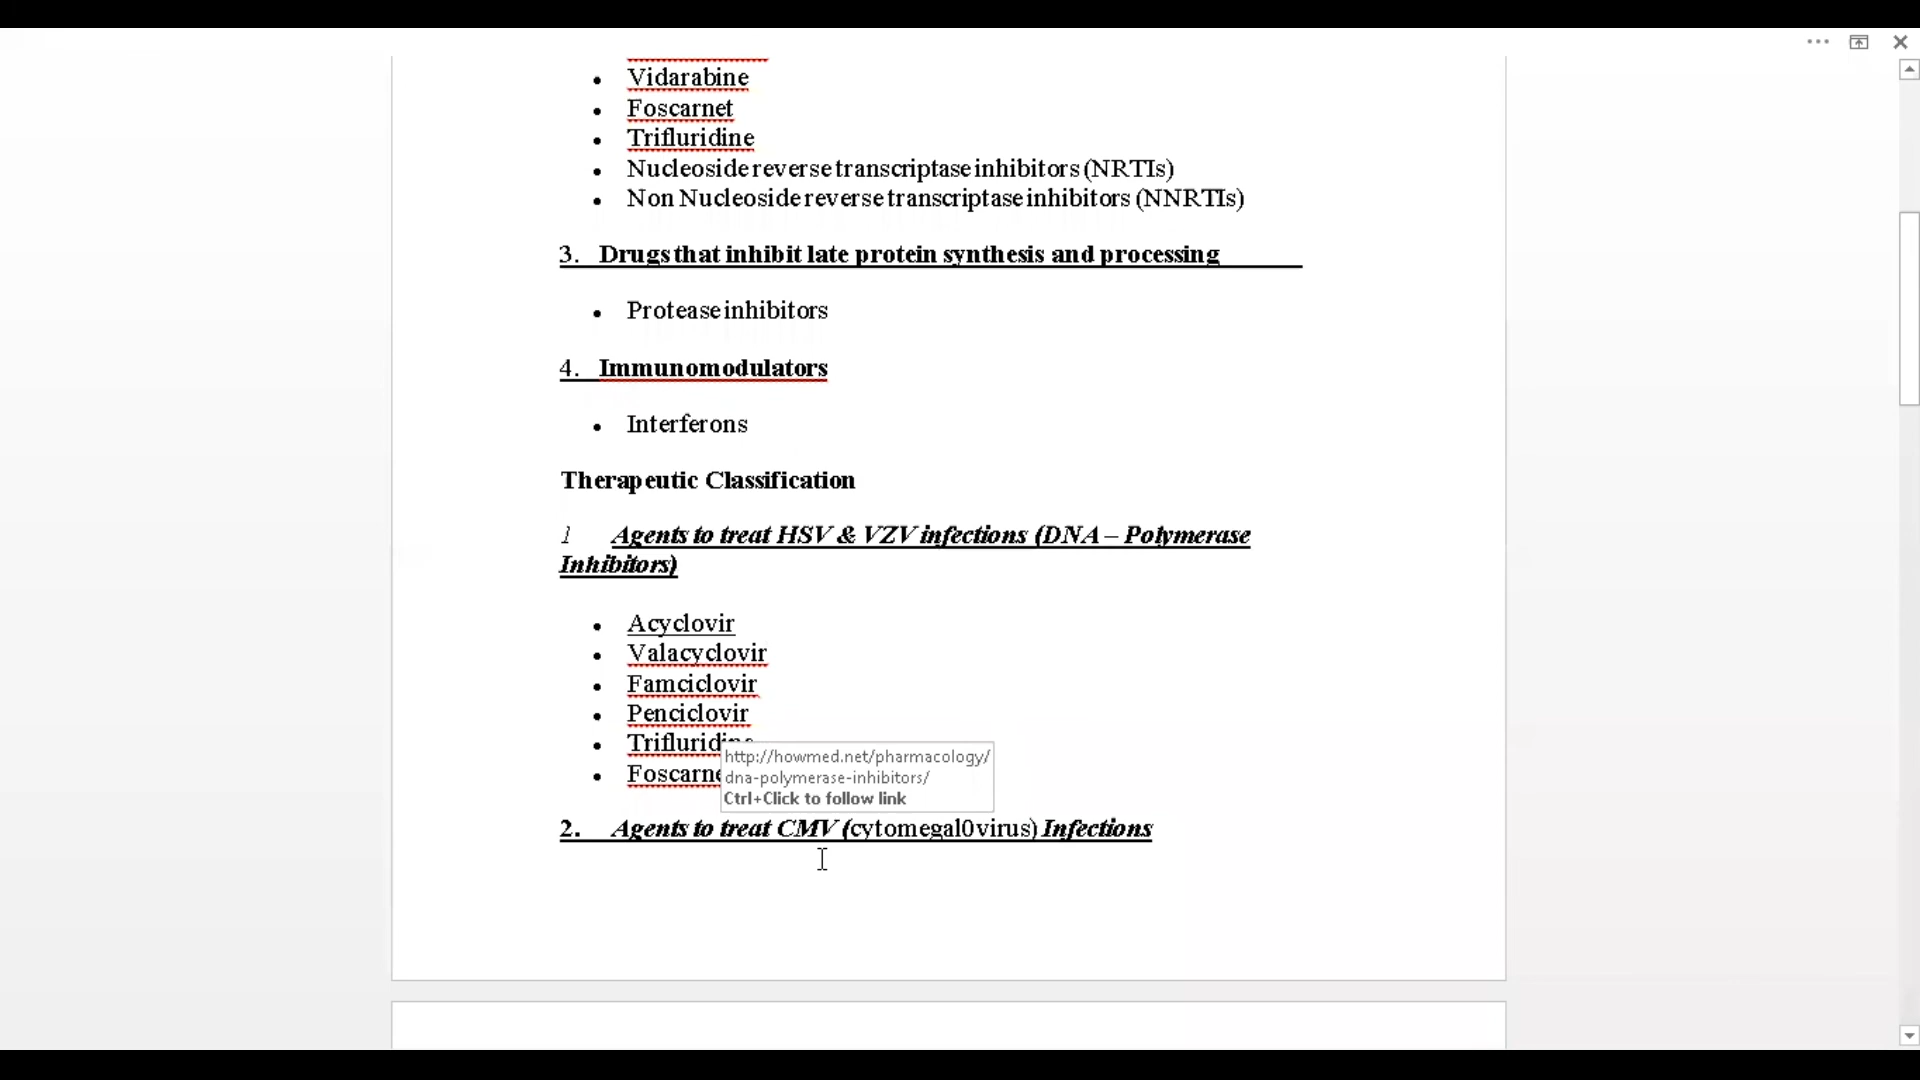 Vidarabine
Foscarnet
Trifluridine
Nucleoside reverse transcriptase inhibitors (NRTIs)
Non Nucleoside reverse transcriptase inhibitors (NNRTIs)
3. Drugs that inhibit late protein synthesis and processing
Protease inhibitors
4. Immunomodulators
Interferons
Therapeutic Classification
1 Agents to treat HSV & VZV infections (DNA – Polymerase
Inhibitors)
Acyclovir
Valacyclovir
Famciclovir
Penciclovir
Trifluridine
http://howmed.net/pharmacology/
Foscarne
dna-polymerase-inhibitors/
Ctrl+Click to follow link
2. Agents to treat CMV (cytomegal0virus) Infections